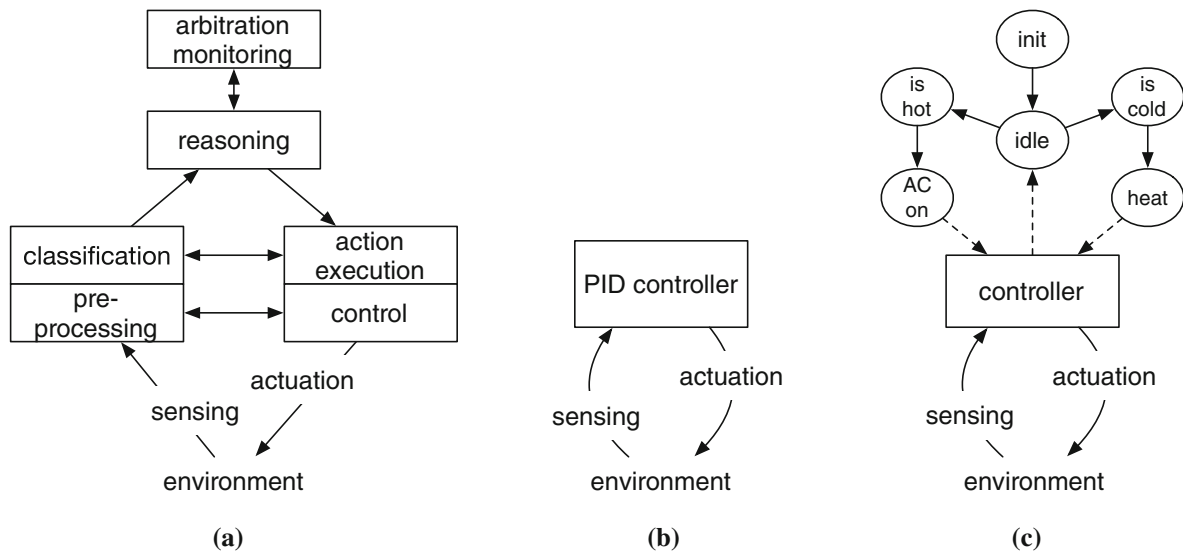 arbitration
monitoring
reasoning
classification
action
execution
pre-
processing
control
sensing
actuation
environment
(a)
PID controller
sensing
actuation
environment
(b)
init
is
hot
is
cold
idle
AC
on
heat
controller
sensing
actuation
environment
(c)